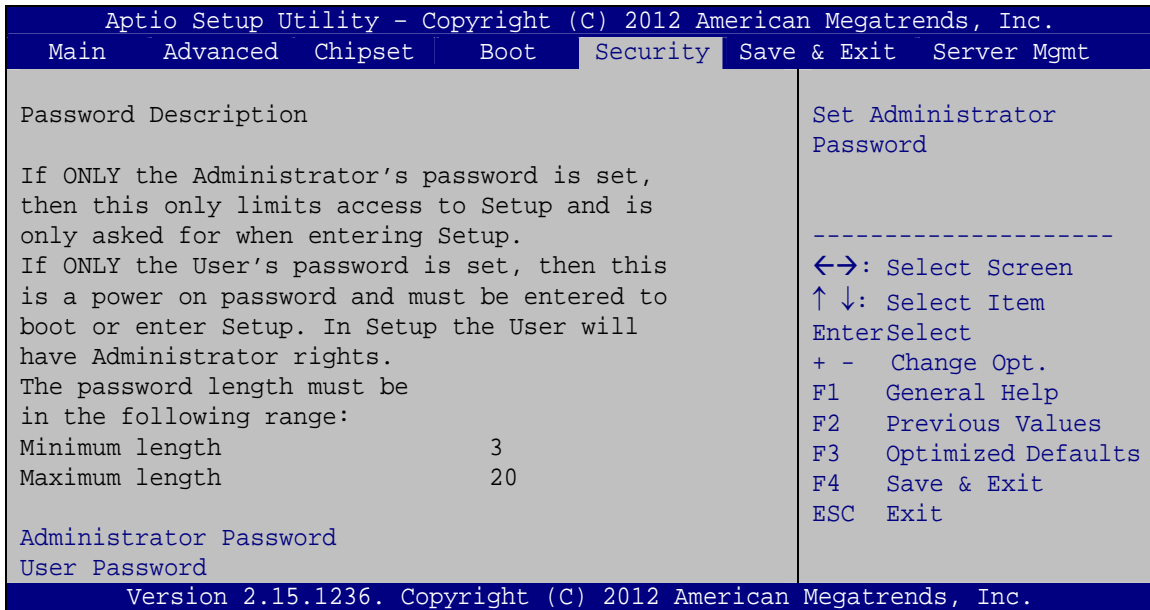 Aptio Setup Utility – Copyright (C) 2012 American Megatrends, Inc.
Main Advanced Chipset Boot Security Save & Exit Server Mgmt
Password Description
If ONLY the Administrator's password is set,
then this only limits access to Setup and is
only asked for when entering Setup.
If ONLY the User's password is set, then this
is a power on password and must be entered to
boot or enter Setup. In Setup the User will
have Administrator rights.
The password length must be
in the following range:
Minimum length 3
Maximum length 20
Administrator Password
User Password
Set Administrator
Password
---------------------
←→: Select Screen
↑ ↓: Select Item
EnterSelect
+ - Change Opt.
F1 General Help
F2 Previous Values
F3 Optimized Defaults
F4 Save & Exit
ESC Exit
Version 2.15.1236. Copyright (C) 2012 American Megatrends, Inc.